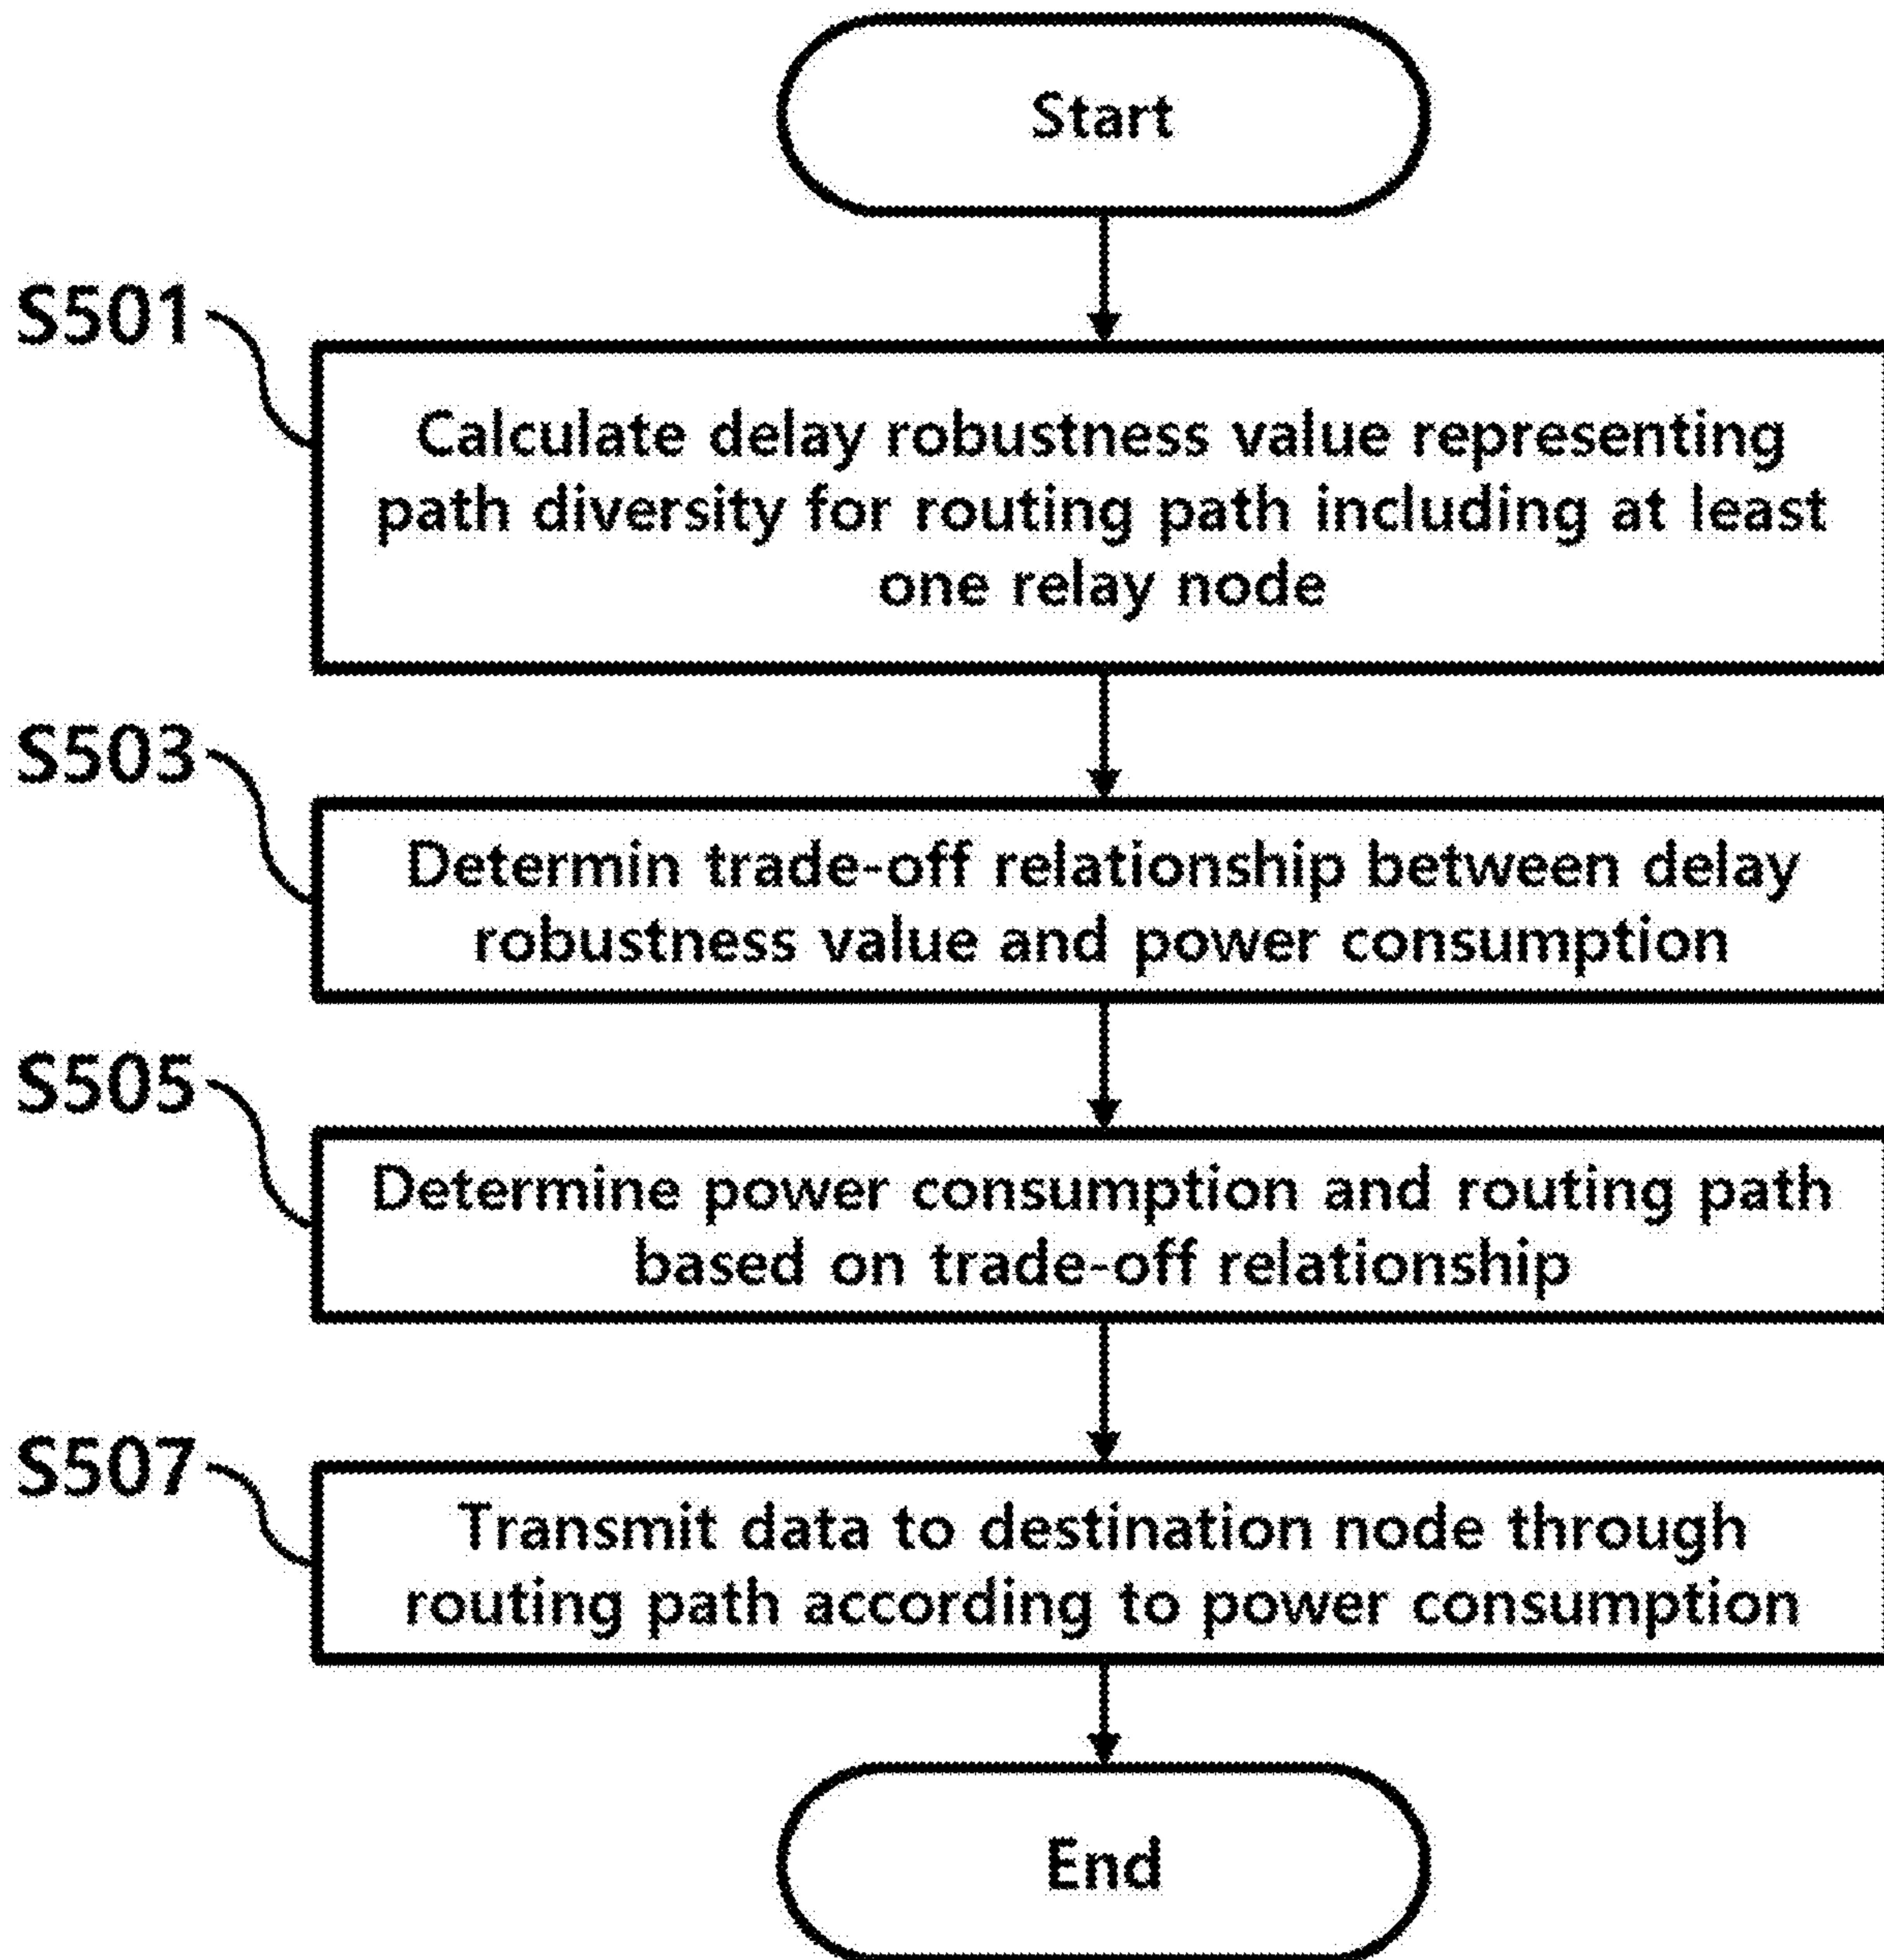 Start
S501
Calculate delay robustness value representing
path diversity for routing path including at least
one relay node
S503
Determin trade-off relationship between delay
robustness value and power consumption
S505
Determine power consumption and routing path
based on trade-off relationship
S507
Transmit data to destination node through
routing path according to power consumption
End